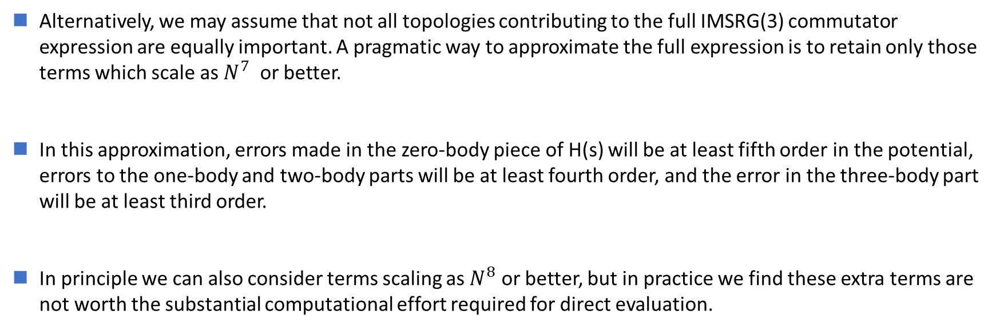 Alternatively, we may assume that not all topologies contributing to the full IMSRG(3) commutator
expression are equally important. A pragmatic way to approximate the full expression is to retain only those
terms which scale as N⁷ or better.
In this approximation, errors made in the zero-body piece of H(s) will be at least fifth order in the potential,
errors to the one-body and two-body parts will be at least fourth order, and the error in the three-body part
will be at least third order.
In principle we can also consider terms scaling as N⁸ or better, but in practice we find these extra terms are
not worth the substantial computational effort required for direct evaluation.